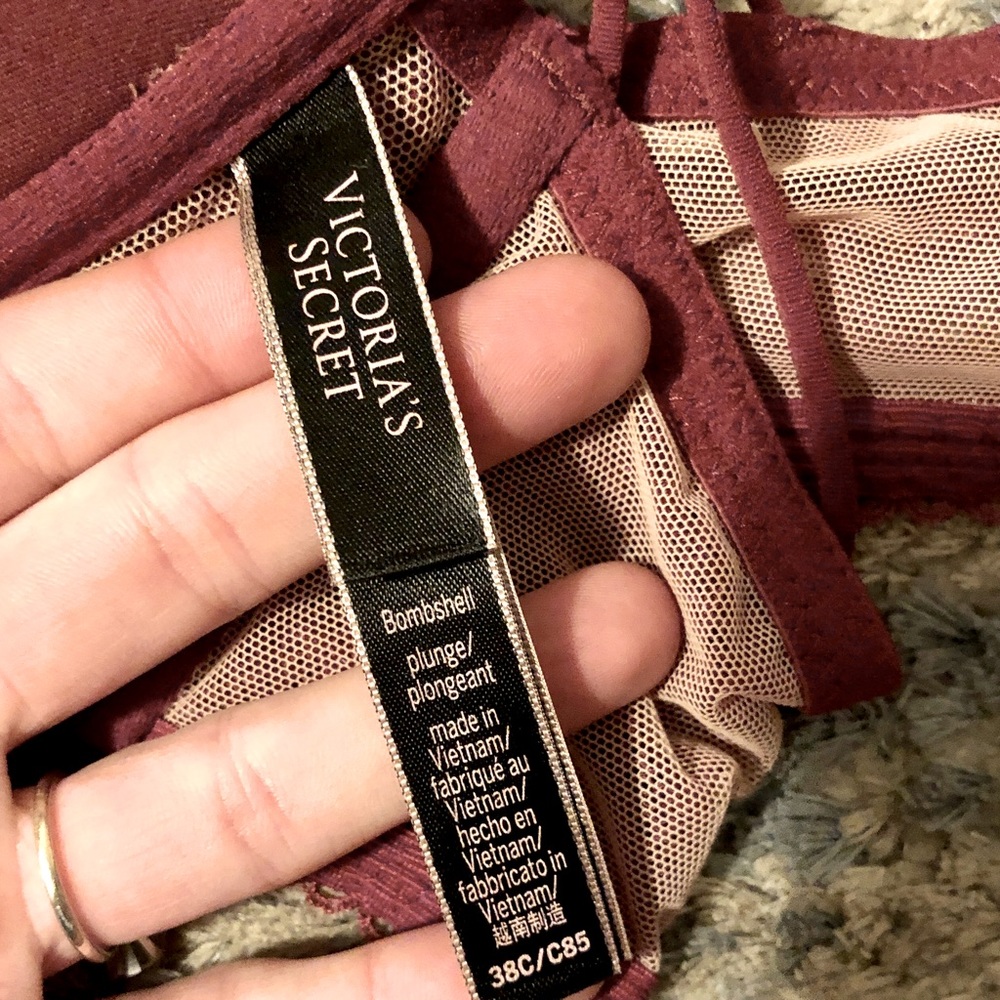 VICTORIA'S
SECRET
Bombshell
plunge/
plongeant
made in
Vietnam/
fabriqué au
Vietnam/
hecho en
Vietnam/
fabbricato in
Vietnam/
越南制造
38C/C85